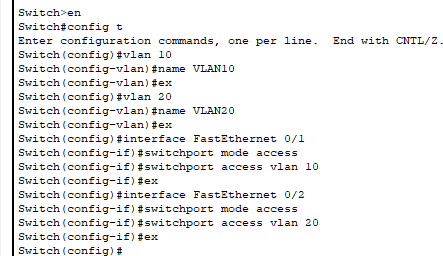 Switch>en
Switch#config t
Enter configuration commands, one per line.  End with CNTL/Z.
Switch(config)#vlan 10
Switch(config-vlan)#name VLAN10
Switch(config-vlan)#ex
Switch(config)#vlan 20
Switch(config-vlan)#name VLAN20
Switch(config-vlan)#ex
Switch(config)#interface FastEthernet 0/1
Switch(config-if)#switchport mode access
Switch(config-if)#switchport access vlan 10
Switch(config-if)#ex
Switch(config)#interface FastEthernet 0/2
Switch(config-if)#switchport mode access
Switch(config-if)#switchport access vlan 20
Switch(config-if)#ex
Switch(config)#